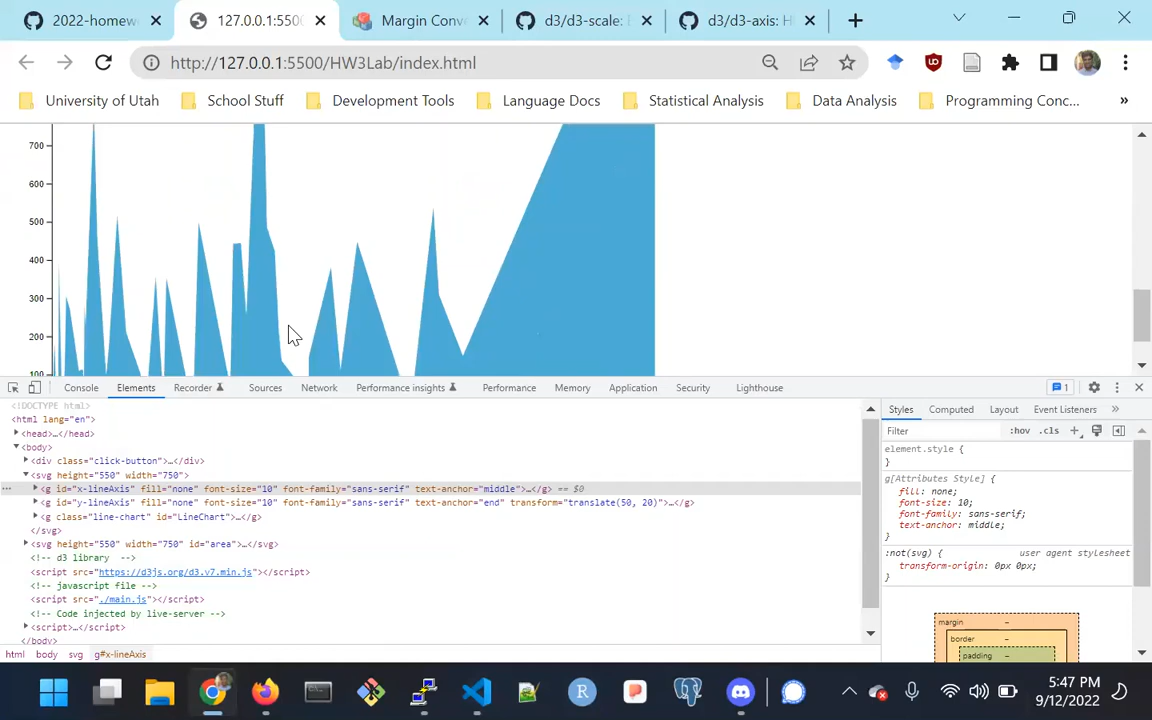 2022-homew
127.0.0.1:550
Margin Conv
d3/d3-scale: 
d3/d3-axis: H
http://127.0.0.1:5500/HW3Lab/index.html
University of Utah
School Stuff
Development Tools
Language Docs
Statistical Analysis
Data Analysis
Programming Conc...
»
700
600
500
400
300
200
100
Console
Elements
Recorder
Sources
Network
Performance insights
Performance
Memory
Application
Security
Lighthouse
1
<!DOCTYPE html>
<html lang="en">
<head>…</head>
<body>
<div class="click-button">…</div>
<svg height="550" width="750">
<g id="x-lineAxis" fill="none" font-size="10" font-family="sans-serif" text-anchor="middle">…</g> == $0
<g id="y-lineAxis" fill="none" font-size="10" font-family="sans-serif" text-anchor="end" transform="translate(50, 20)">…</g>
<g class="line-chart" id="LineChart">…</g>
</svg>
<svg height="550" width="750" id="area">…</svg>
<!-- d3 library -->
<script src="https://d3js.org/d3.v7.min.js"></script>
<!-- javascript file -->
<script src="./main.js"></script>
<!-- Code injected by live-server -->
<script>…</script>
</body>
html body svg g#x-lineAxis
Styles
Computed
Layout
Event Listeners
»
Filter
:hov .cls
element.style {
}
g[Attributes Style] {
fill: none;
font-size: 10;
font-family: sans-serif;
text-anchor: middle;
}
:not(svg) { user agent stylesheet
transform-origin: 0px 0px;
}
margin –
border –
padding –
5:47 PM
9/12/2022